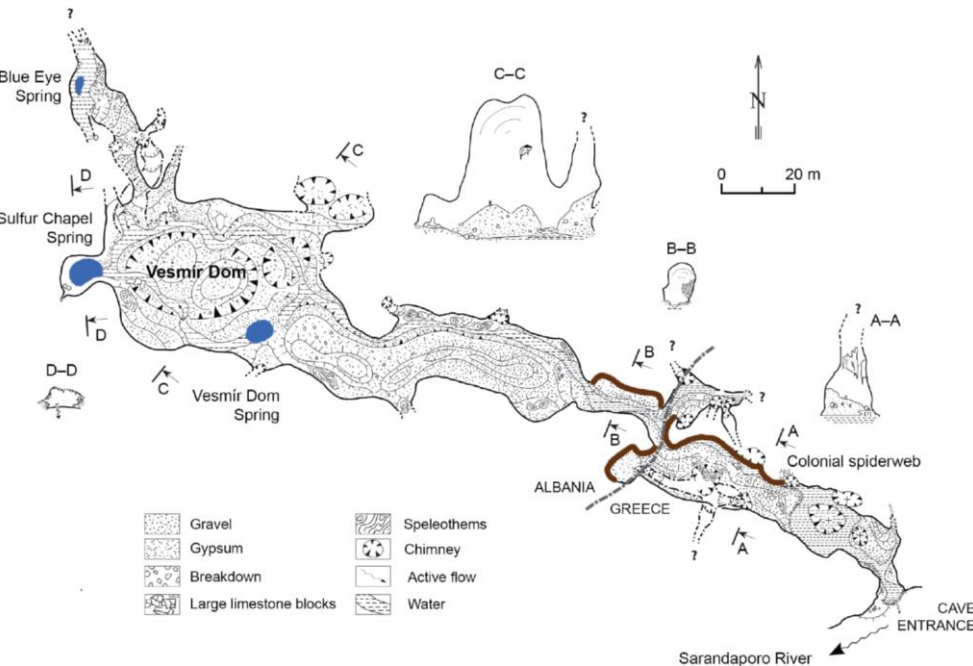 ?
Blue Eye
Spring
C–C
?
N
0 20 m
C
D
Sulfur Chapel
Spring
Vesmír Dom
B–B
D
?
A–A
D–D
C
Vesmír Dom
Spring
B
?
?
B
A
Colonial spiderweb
ALBANIA
GREECE
?
A
Gravel
Gypsum
Breakdown
Large limestone blocks
Speleothems
Chimney
Active flow
Water
CAVE
ENTRANCE
Sarandaporo River